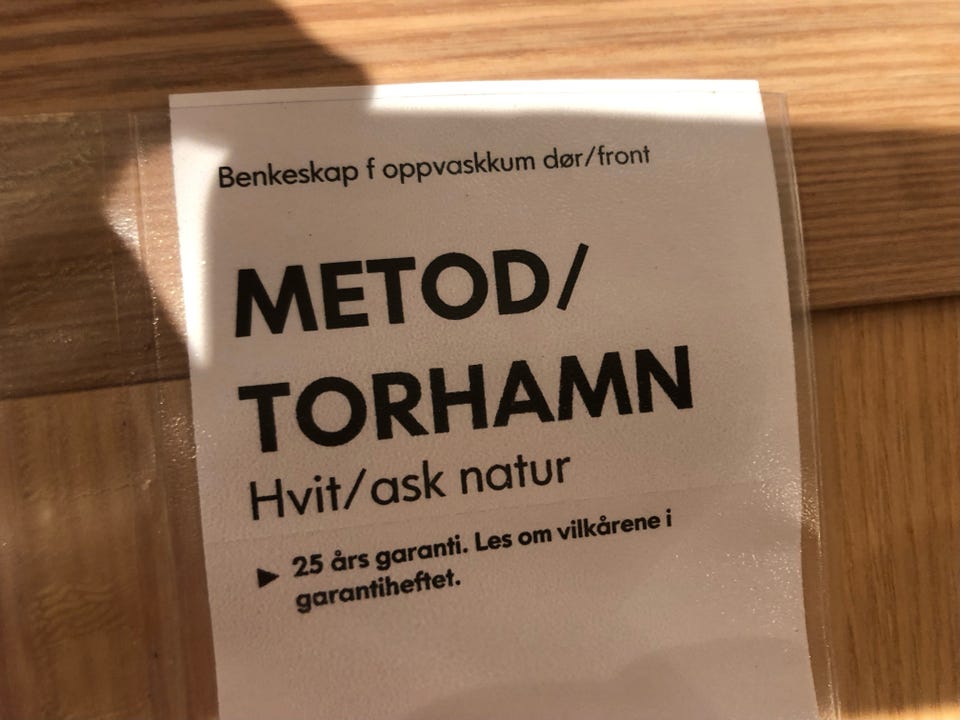 Benkeskap f oppvaskkum dør/front
METOD/
TORHAMN
Hvit/ask natur
▶ 25 års garanti. Les om vilkårene i
garantiheftet.